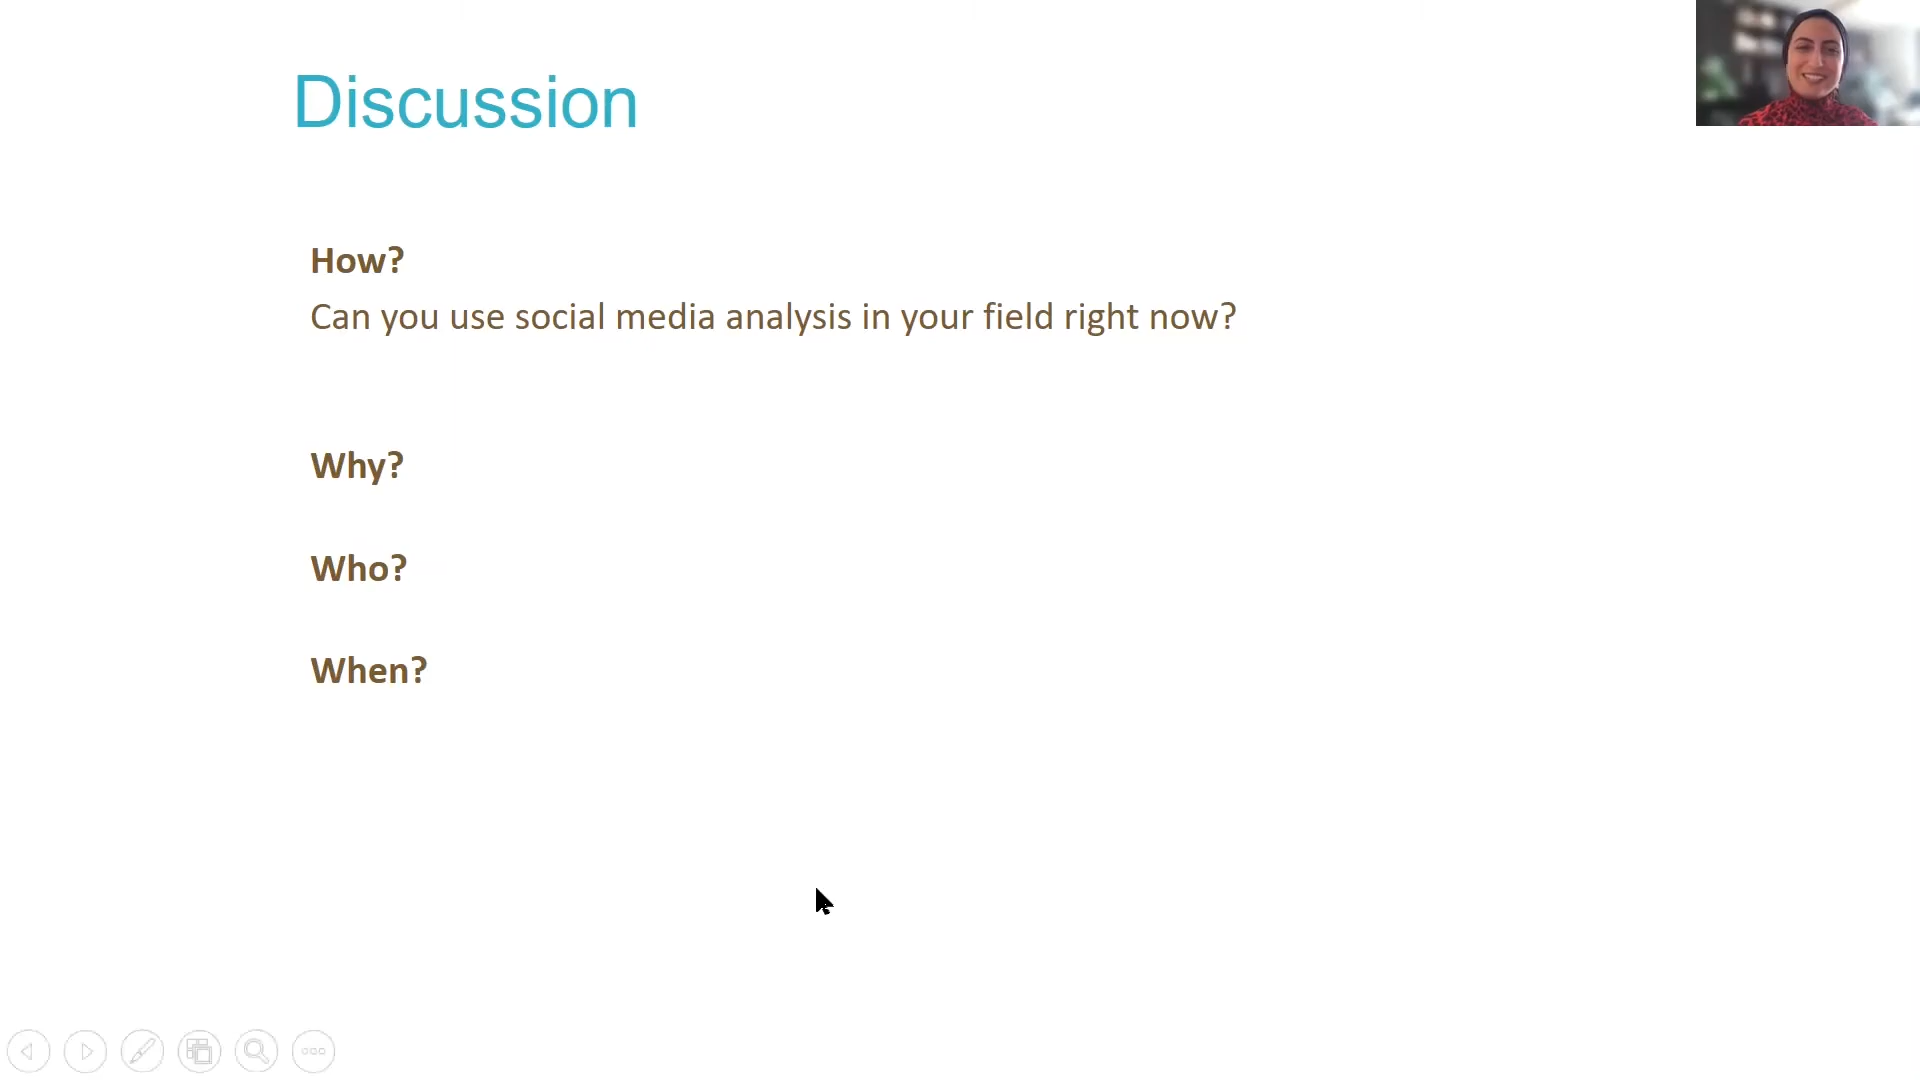 Discussion
How?
Can you use social media analysis in your field right now?
Why?
Who?
When?